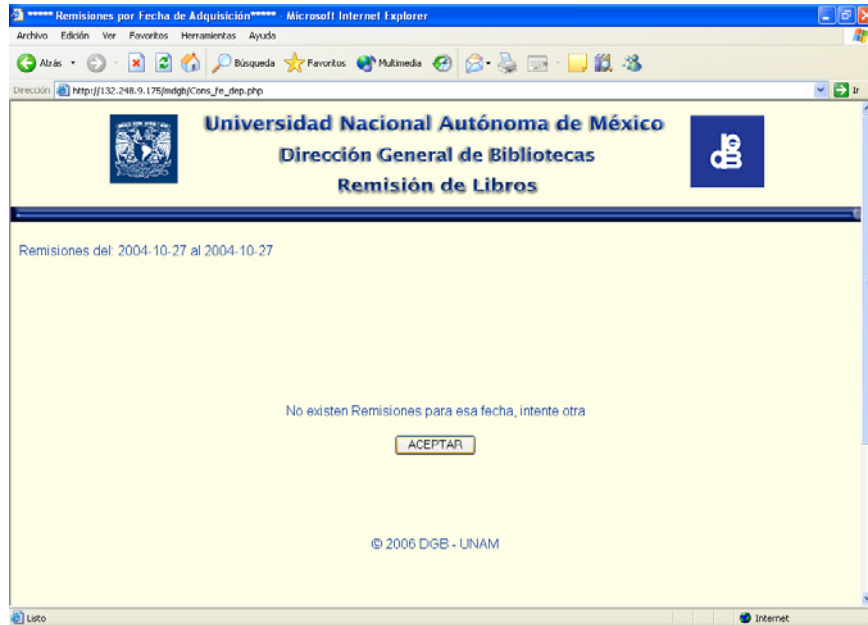 ***** Remisiones por Fecha de Adquisición***** - Microsoft Internet Explorer
Archivo Edición Ver Favoritos Herramientas Ayuda
Atrás Búsqueda Favoritos Multimedia
Dirección http://132.248.9.175/mdgb/Cons_fe_dep.php Ir
Universidad Nacional Autónoma de México
Dirección General de Bibliotecas
Remisión de Libros
Remisiones del: 2004-10-27 al 2004-10-27
No existen Remisiones para esa fecha, intente otra
ACEPTAR
© 2006 DGB - UNAM
Listo Internet